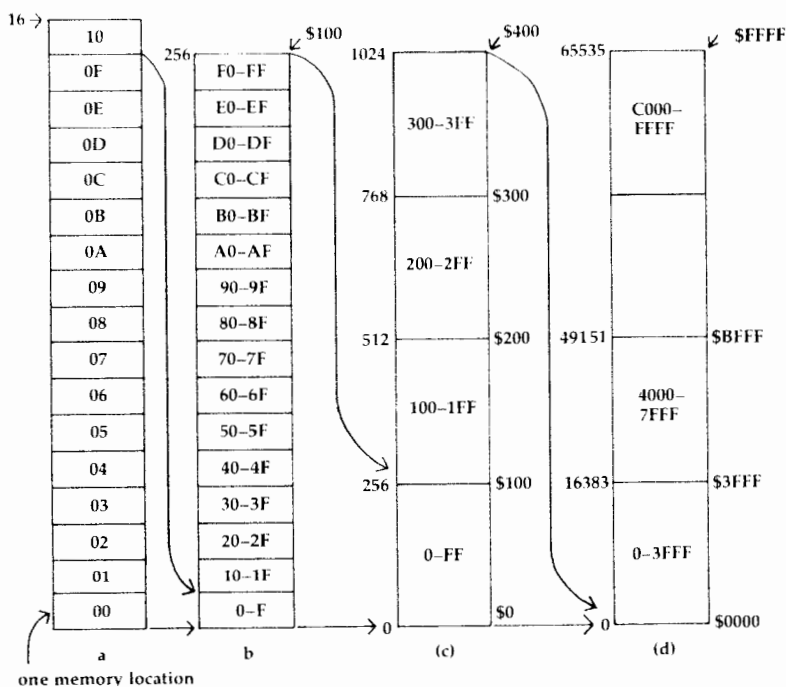 16
10
0F
0E
0D
0C
0B
0A
09
08
07
06
05
04
03
02
01
00
a
one memory location
$100
256
F0-FF
E0-EF
D0-DF
C0-CF
B0-BF
A0-AF
90-9F
80-8F
70-7F
60-6F
50-5F
40-4F
30-3F
20-2F
10-1F
0-F
b
$400
1024
300-3FF
768
$300
200-2FF
512
$200
100-1FF
256
$100
0-FF
0
$0
(c)
$FFFF
65535
C000-
FFFF
49151
$BFFF
4000-
7FFF
16383
$3FFF
0-3FFF
0
$0000
(d)